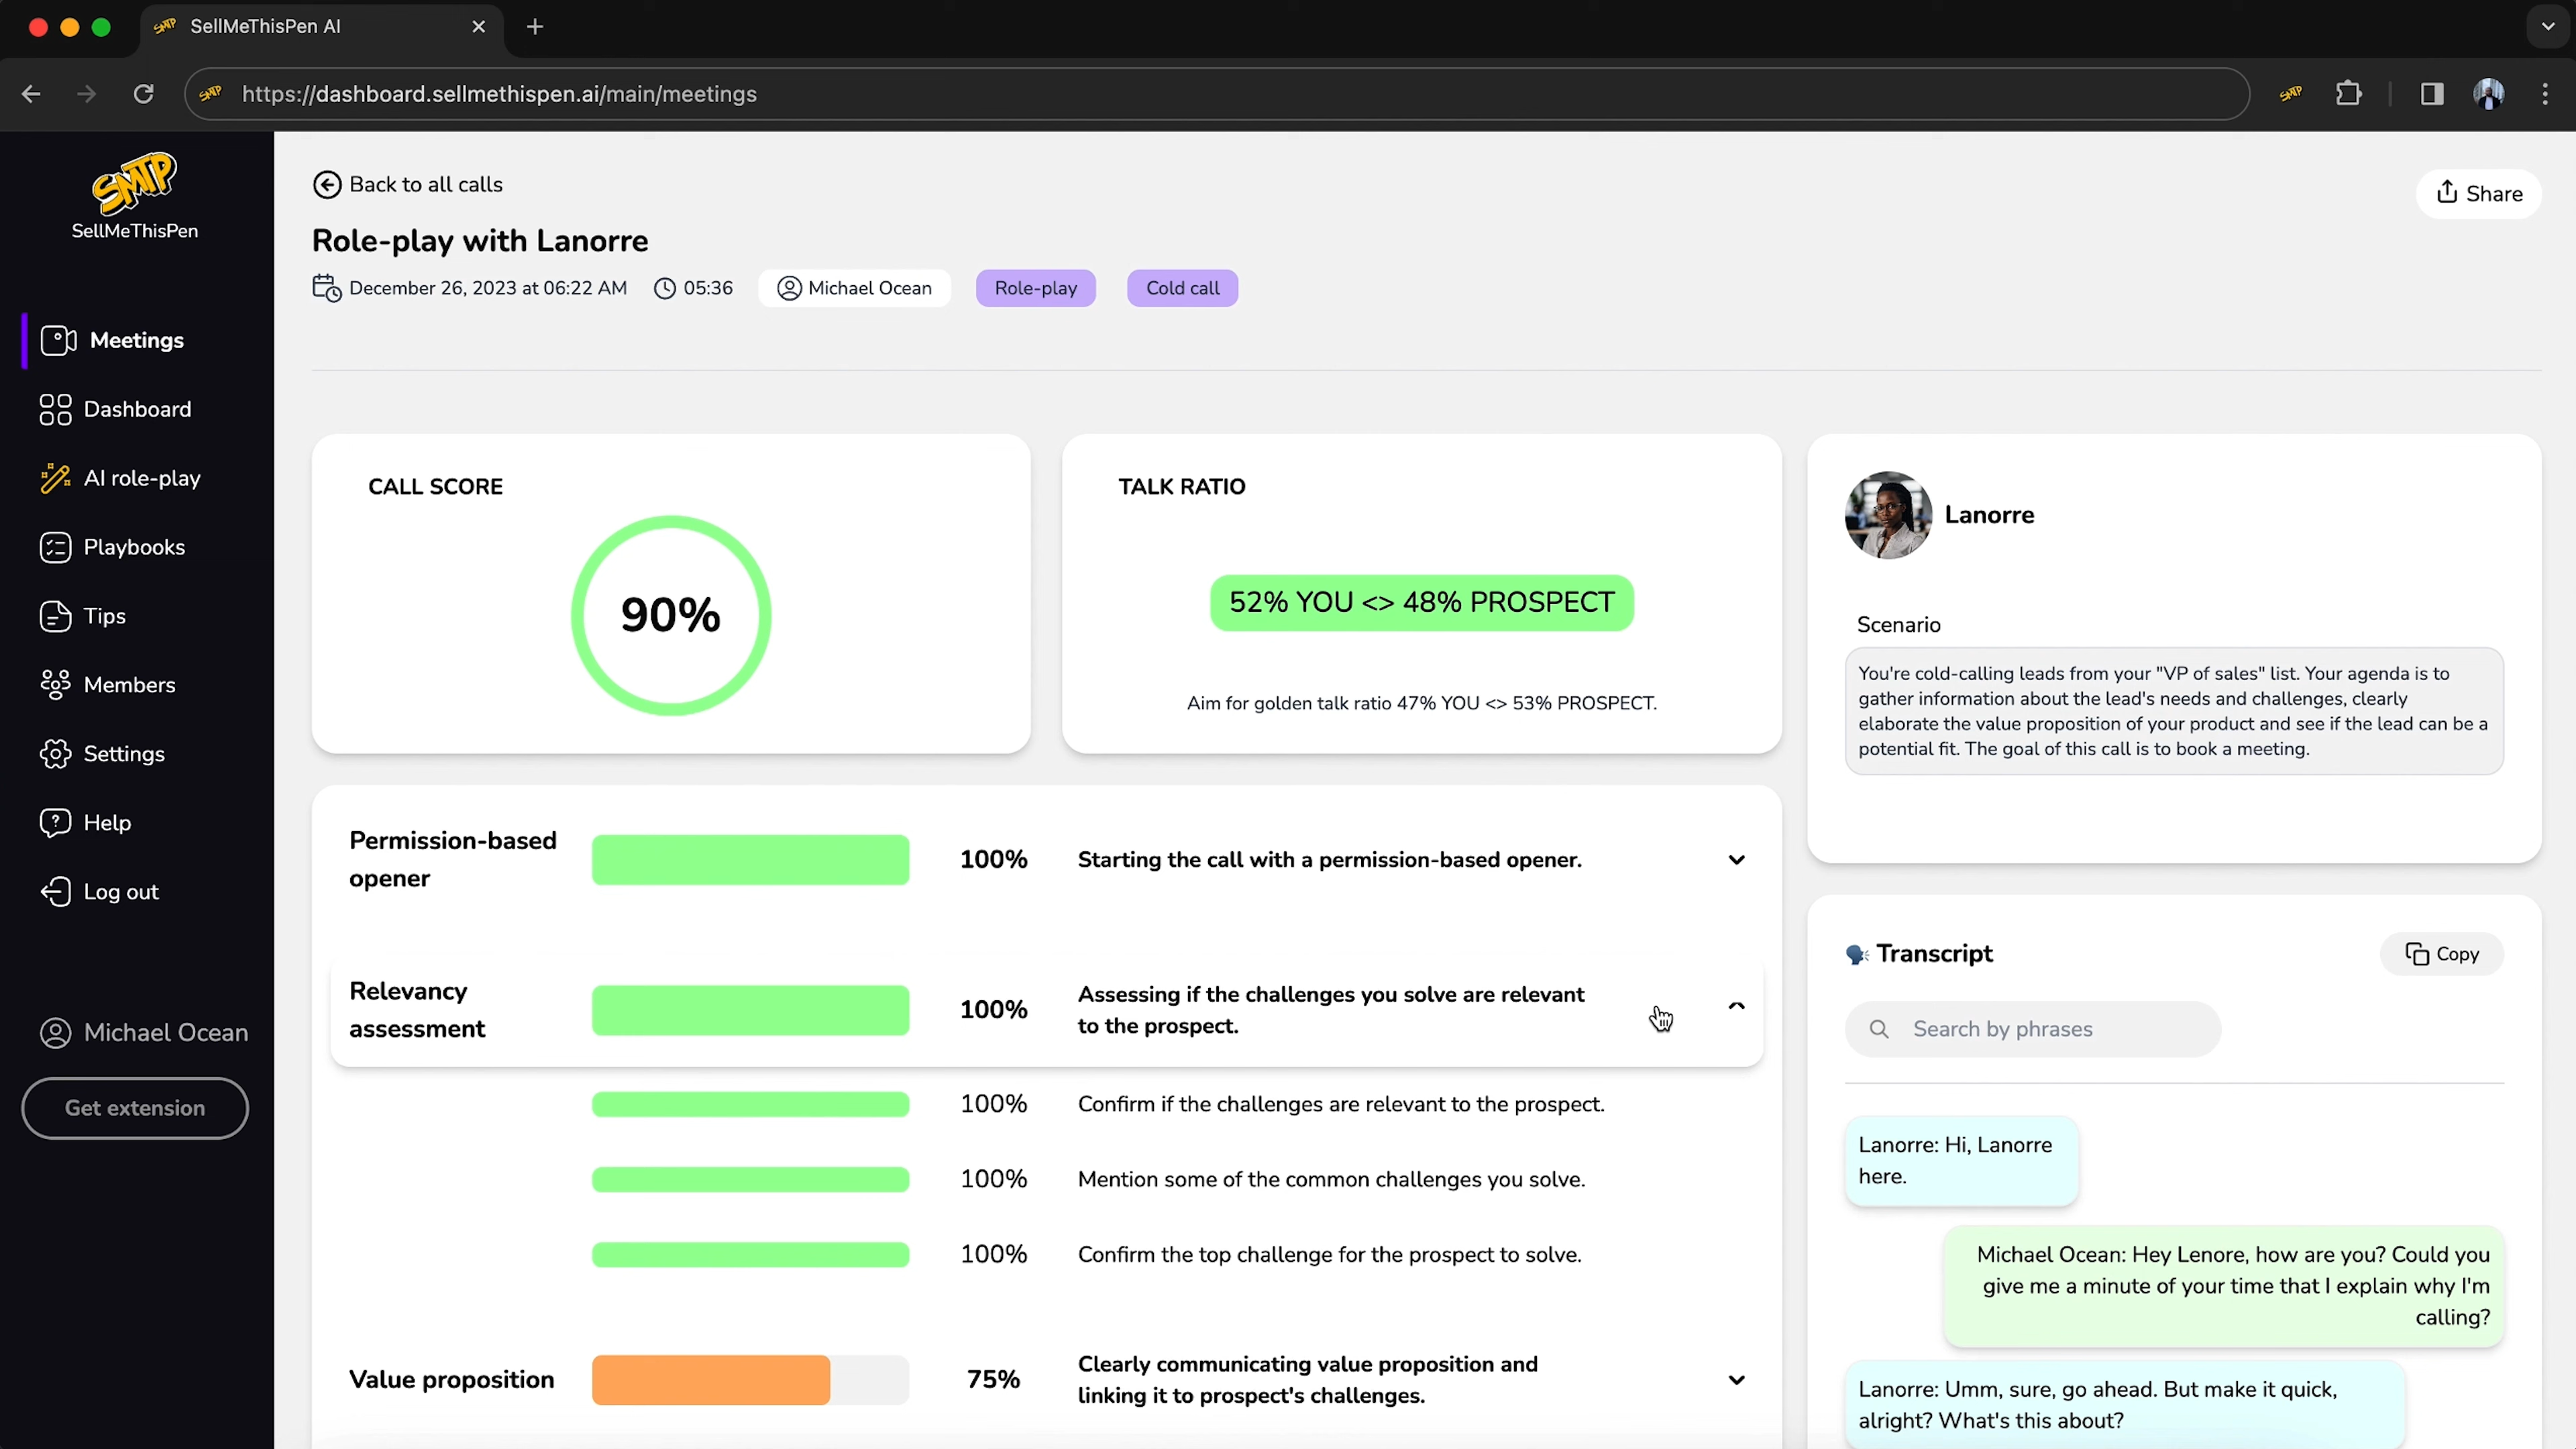 SellMeThisPen AI
https://dashboard.sellmethispen.ai/main/meetings
SMTP
SellMeThisPen
Meetings
Dashboard
AI role-play
Playbooks
Tips
Members
Settings
Help
Log out
Michael Ocean
Get extension
Back to all calls
Share
Role-play with Lanorre
December 26, 2023 at 06:22 AM
05:36
Michael Ocean
Role-play
Cold call
CALL SCORE
90%
TALK RATIO
52% YOU <> 48% PROSPECT
Aim for golden talk ratio 47% YOU <> 53% PROSPECT.
Permission-based
opener
100%
Starting the call with a permission-based opener.
Relevancy
assessment
100%
Assessing if the challenges you solve are relevant
to the prospect.
100%
Confirm if the challenges are relevant to the prospect.
100%
Mention some of the common challenges you solve.
100%
Confirm the top challenge for the prospect to solve.
Value proposition
75%
Clearly communicating value proposition and
linking it to prospect's challenges.
Lanorre
Scenario
You're cold-calling leads from your "VP of sales" list. Your agenda is to
gather information about the lead's needs and challenges, clearly
elaborate the value proposition of your product and see if the lead can be a
potential fit. The goal of this call is to book a meeting.
Transcript
Copy
Search by phrases
Lanorre: Hi, Lanorre
here.
Michael Ocean: Hey Lenore, how are you? Could you
give me a minute of your time that I explain why I'm
calling?
Lanorre: Umm, sure, go ahead. But make it quick,
alright? What's this about?